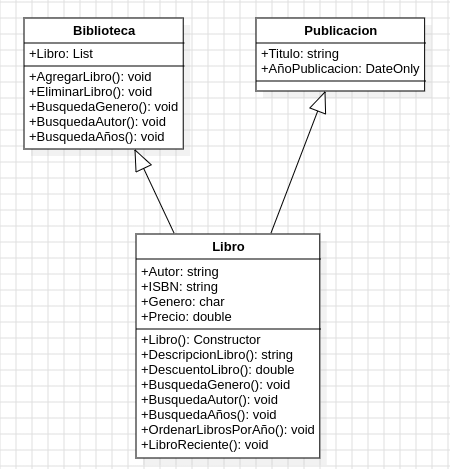 Biblioteca
+Libro: List
+AgregarLibro(): void
+EliminarLibro(): void
+BusquedaGenero(): void
+BusquedaAutor(): void
+BusquedaAños(): void
Publicacion
+Titulo: string
+AñoPublicacion: DateOnly
Libro
+Autor: string
+ISBN: string
+Genero: char
+Precio: double
+Libro(): Constructor
+DescripcionLibro(): string
+DescuentoLibro(): double
+BusquedaGenero(): void
+BusquedaAutor(): void
+BusquedaAños(): void
+OrdenarLibrosPorAño(): void
+LibroReciente(): void